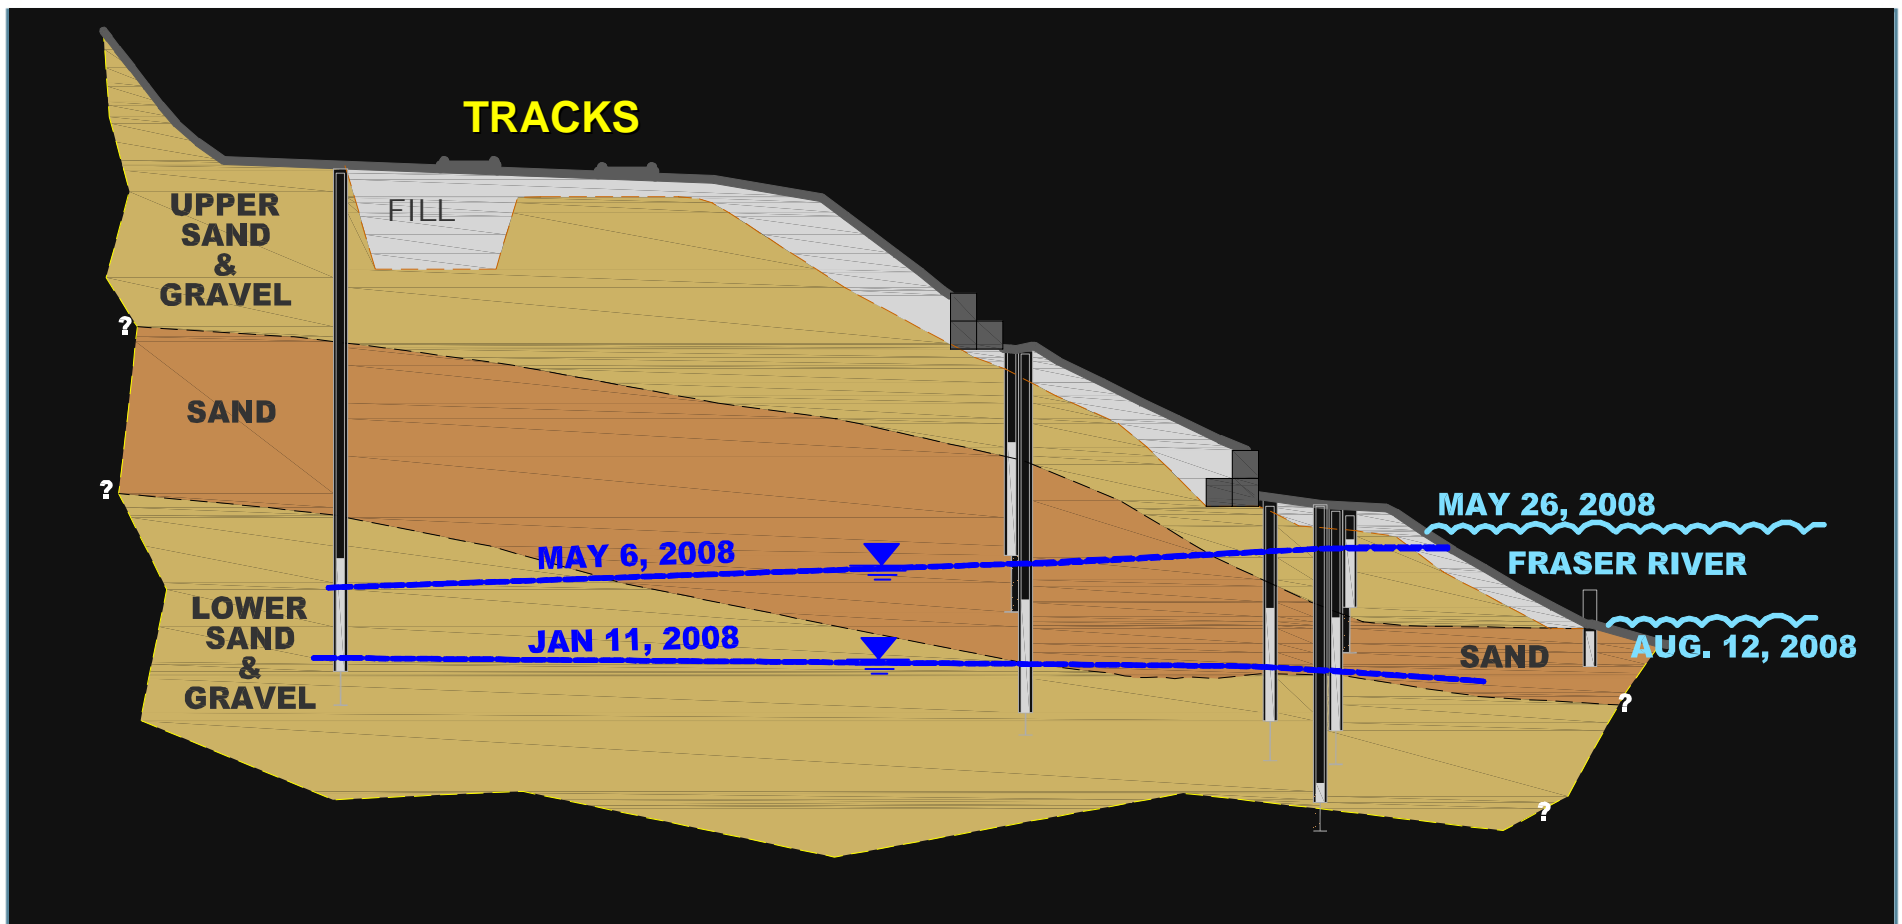 TRACKS
UPPER
SAND
&
GRAVEL
FILL
?
SAND
?
MAY 26, 2008
MAY 6, 2008
FRASER RIVER
LOWER
SAND
&
GRAVEL
JAN 11, 2008
SAND
AUG. 12, 2008
?
?